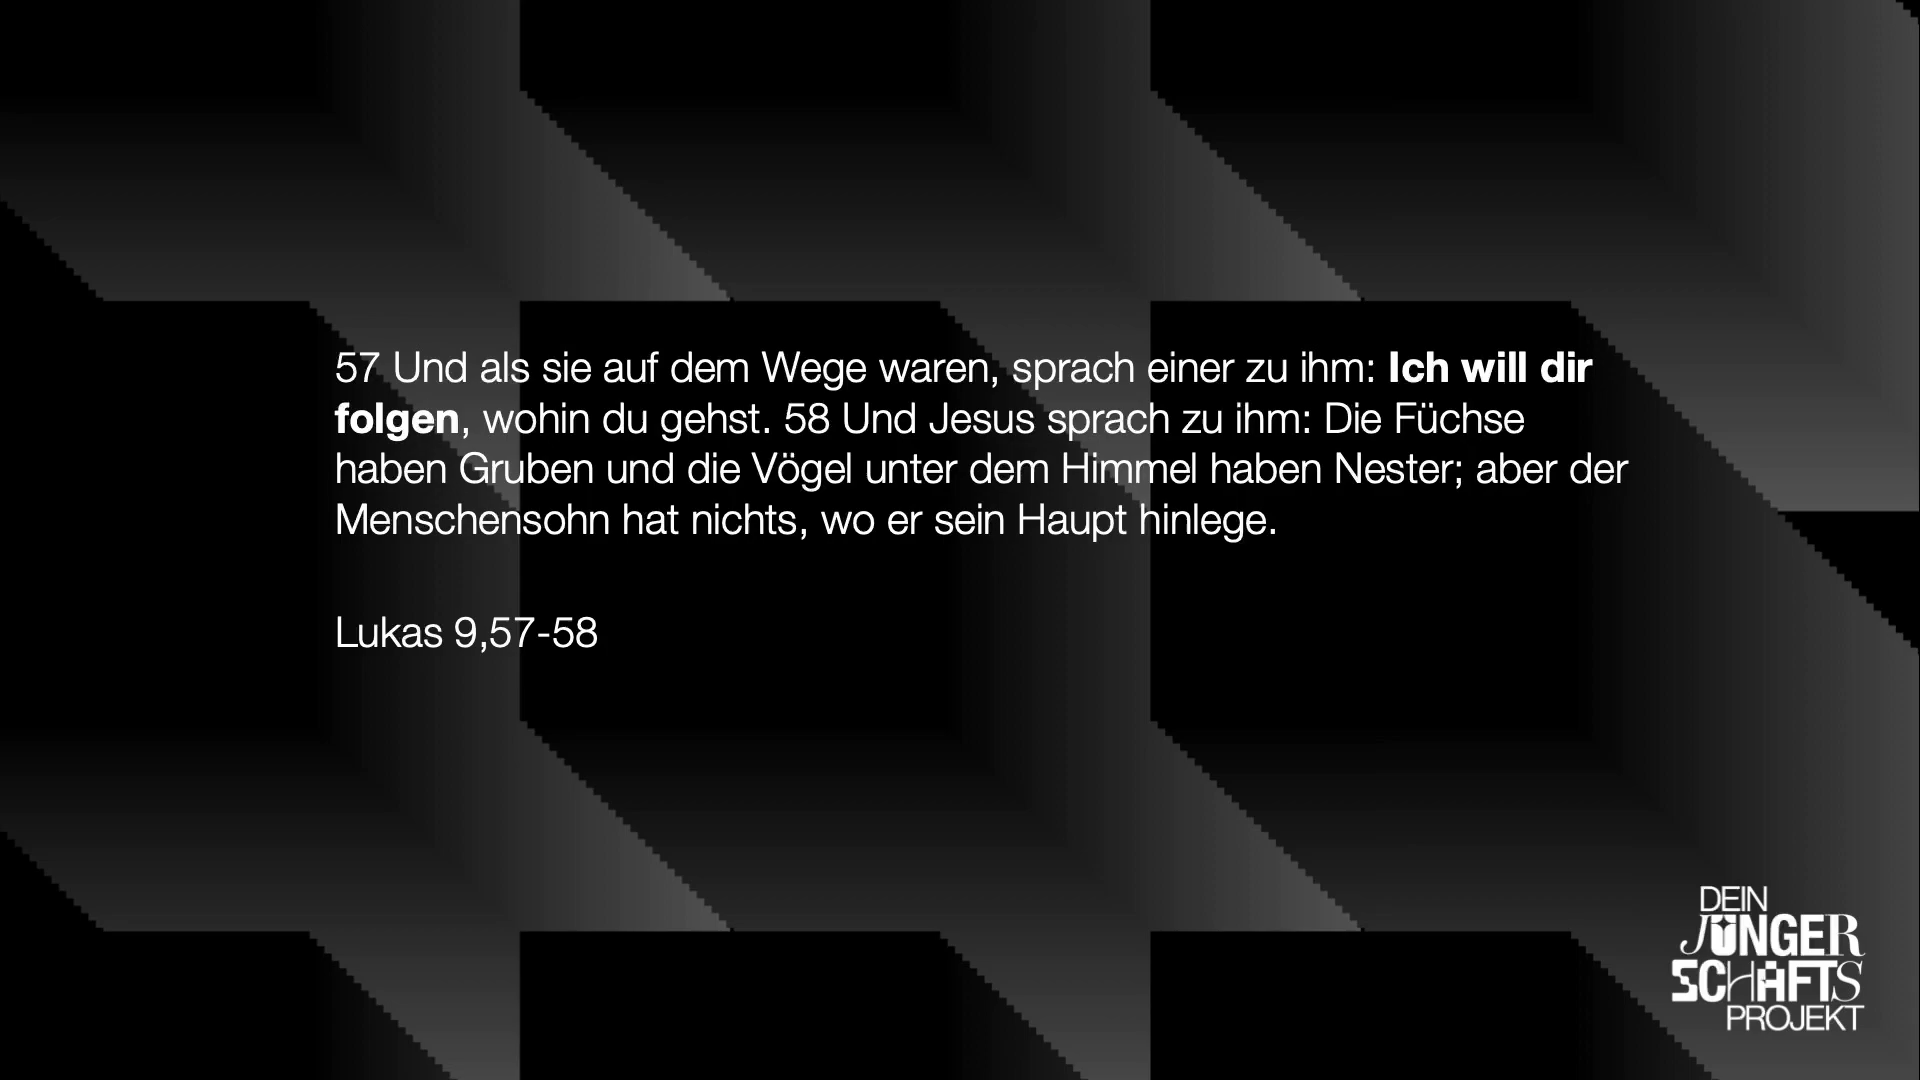 57 Und als sie auf dem Wege waren, sprach einer zu ihm: Ich will dir
folgen, wohin du gehst. 58 Und Jesus sprach zu ihm: Die Füchse
haben Gruben und die Vögel unter dem Himmel haben Nester; aber der
Menschensohn hat nichts, wo er sein Haupt hinlege.
Lukas 9,57-58
DEIN
JÜNGER
SCHAFTS
PROJEKT